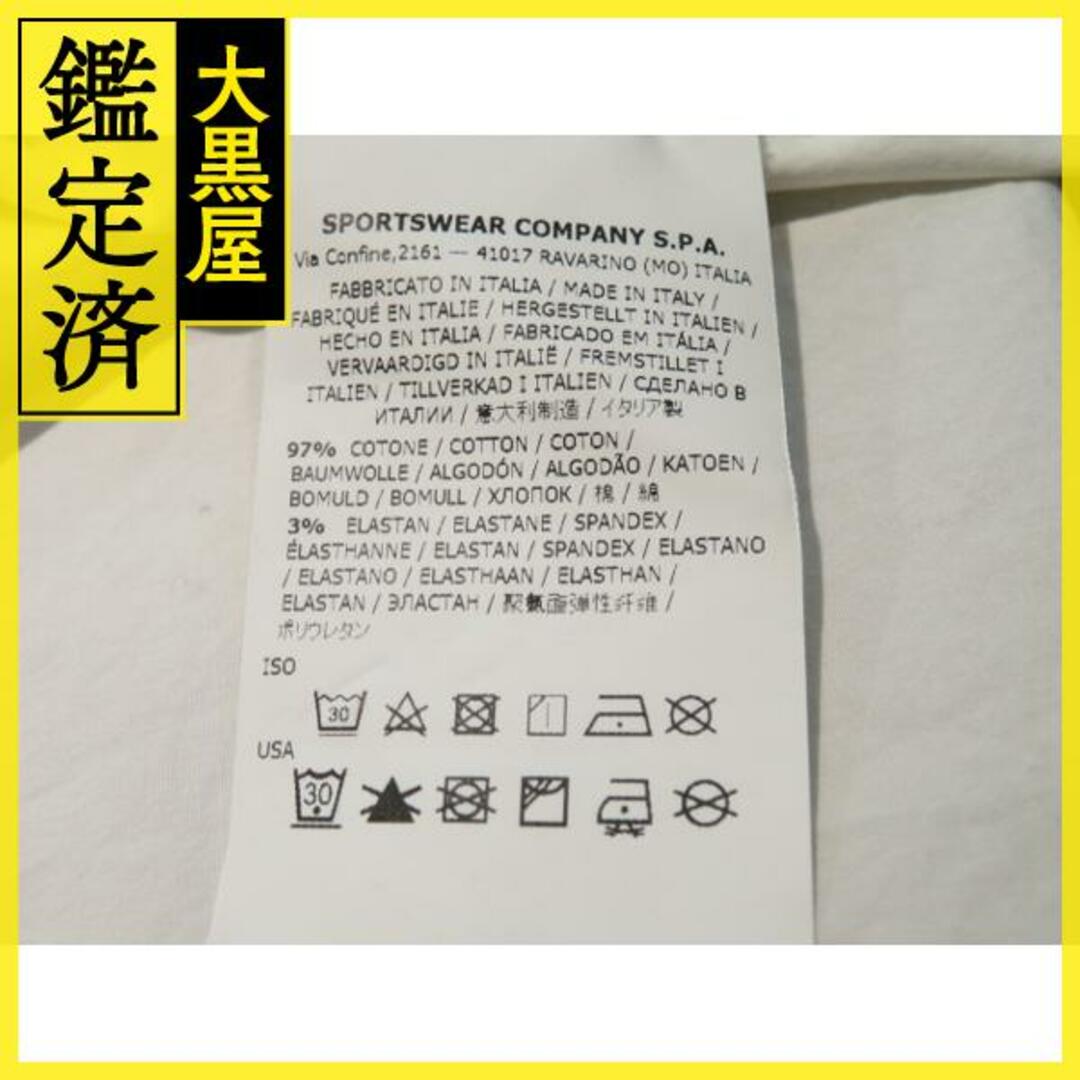 鑑定済
大黒屋
SPORTSWEAR COMPANY S.P.A.
Via Confine,2161 — 41017 RAVARINO (MO) ITALIA
FABBRICATO IN ITALIA / MADE IN ITALY /
FABRIQUÉ EN ITALIE / HERGESTELLT IN ITALIEN /
HECHO EN ITALIA / FABRICADO EM ITÁLIA /
VERVAARDIGD IN ITALIË / FREMSTILLET I
ITALIEN / TILLVERKAD I ITALIEN / СДЕЛАНО В
ИТАЛИИ / 意大利制造 / イタリア製
97% COTONE / COTTON / COTON /
BAUMWOLLE / ALGODÓN / ALGODÃO / KATOEN /
BOMULD / BOMULL / ХЛОПОК / 棉 / 綿
3% ELASTAN / ELASTANE / SPANDEX /
ÉLASTHANNE / ELASTAN / SPANDEX / ELASTANO
/ ELASTANO / ELASTHAAN / ELASTHAN /
ELASTAN / ЭЛАСТАН / 聚氨酯弹性纤维 /
ポリウレタン
ISO
30
USA
30